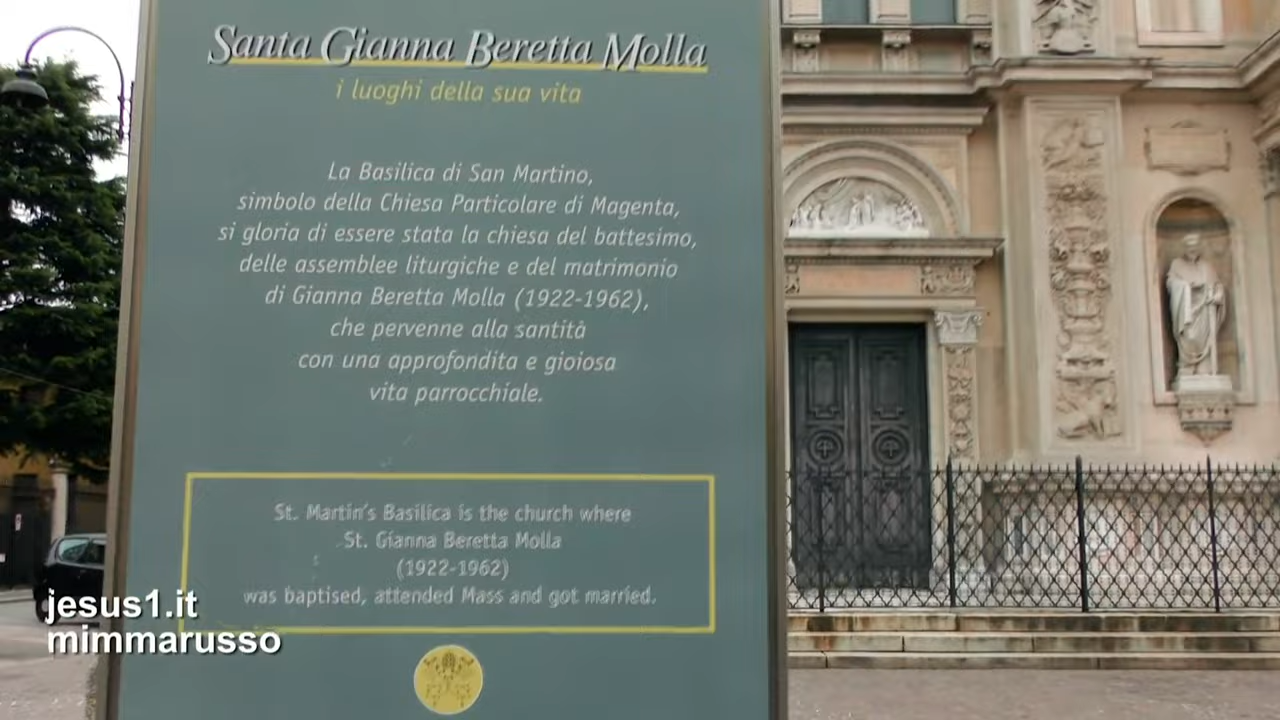 Santa Gianna Beretta Molla
i luoghi della sua vita
La Basilica di San Martino,
simbolo della Chiesa Particolare di Magenta,
si gloria di essere stata la chiesa del battesimo,
delle assemblee liturgiche e del matrimonio
di Gianna Beretta Molla (1922-1962),
che pervenne alla santità
con una approfondita e gioiosa
vita parrocchiale.
St. Martin's Basilica is the church where
St. Gianna Beretta Molla
(1922-1962)
was baptised, attended Mass and got married.
jesus1.it
mimmarusso